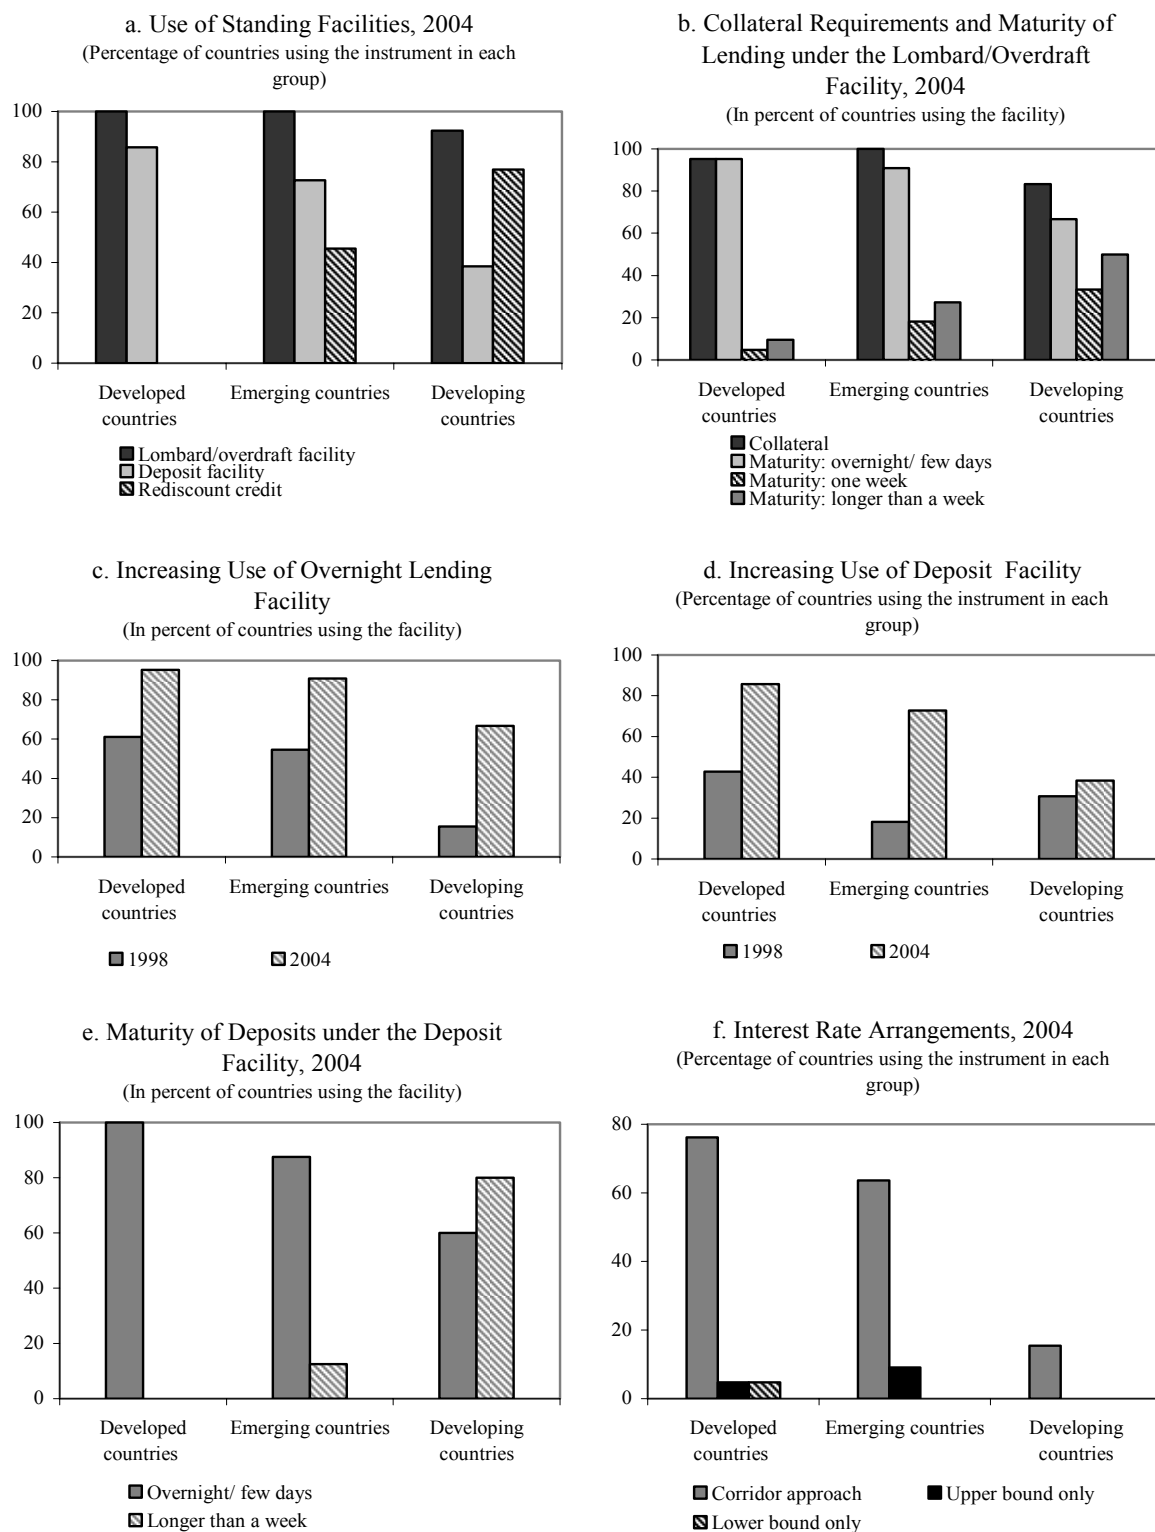 a. Use of Standing Facilities, 2004
(Percentage of countries using the instrument in each
group)
100
80
60
40
20
0
Developed
countries
Emerging countries
Developing
countries
Lombard/overdraft facility
Deposit facility
Rediscount credit
b. Collateral Requirements and Maturity of
Lending under the Lombard/Overdraft
Facility, 2004
(In percent of countries using the facility)
100
80
60
40
20
0
Developed
countries
Emerging countries
Developing
countries
Collateral
Maturity: overnight/ few days
Maturity: one week
Maturity: longer than a week
c. Increasing Use of Overnight Lending
Facility
(In percent of countries using the facility)
100
80
60
40
20
0
Developed
countries
Emerging countries
Developing
countries
1998
2004
d. Increasing Use of Deposit Facility
(Percentage of countries using the instrument in each
group)
100
80
60
40
20
0
Developed
countries
Emerging countries
Developing
countries
1998
2004
e. Maturity of Deposits under the Deposit
Facility, 2004
(In percent of countries using the facility)
100
80
60
40
20
0
Developed
countries
Emerging countries
Developing
countries
Overnight/ few days
Longer than a week
f. Interest Rate Arrangements, 2004
(Percentage of countries using the instrument in each
group)
80
60
40
20
0
Developed
countries
Emerging countries
Developing
countries
Corridor approach
Upper bound only
Lower bound only